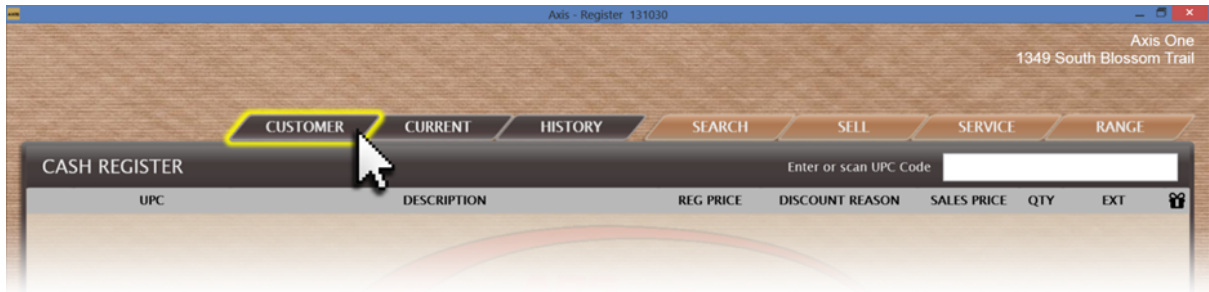 Axis - Register 131030
Axis One
1349 South Blossom Trail
CUSTOMER CURRENT HISTORY SEARCH SELL SERVICE RANGE
CASH REGISTER Enter or scan UPC Code
UPC DESCRIPTION REG PRICE DISCOUNT REASON SALES PRICE QTY EXT